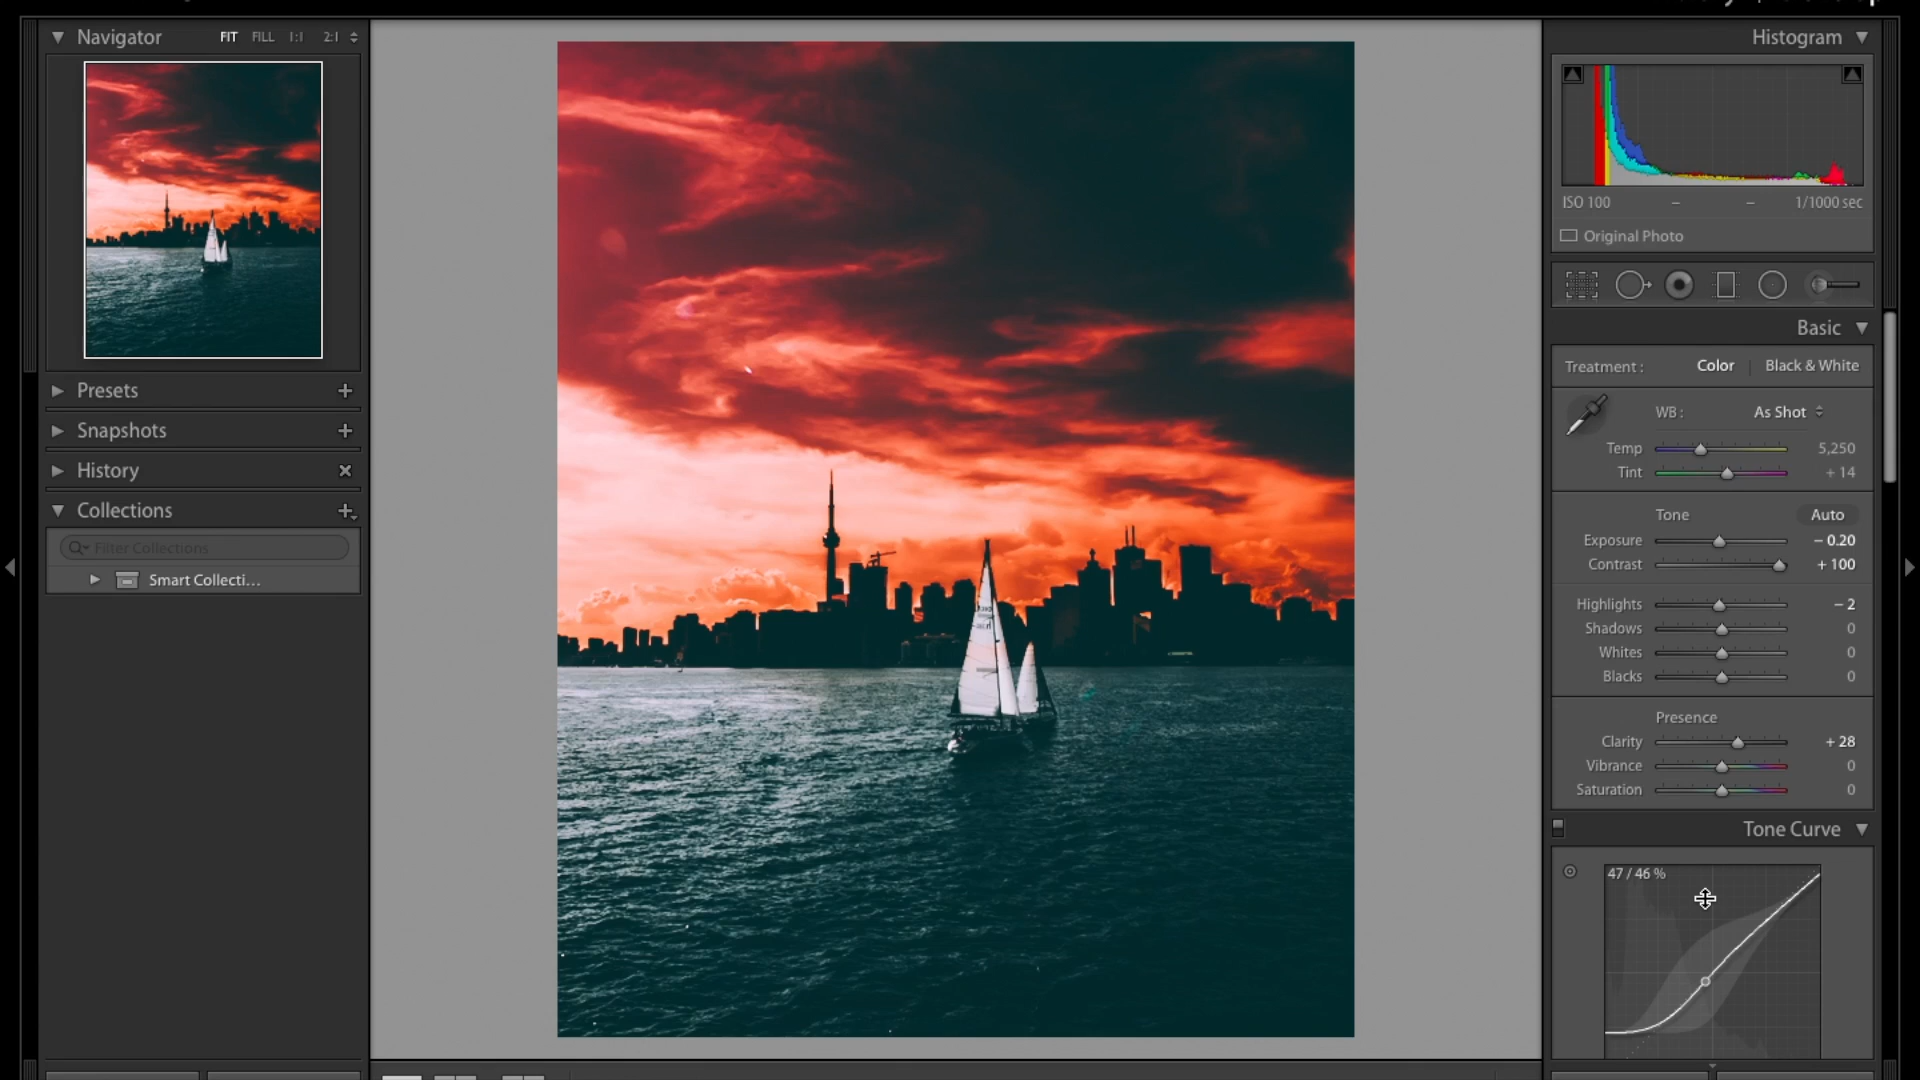 Navigator
FIT FILL 1:1 2:1
Presets
Snapshots
History
Collections
Filter Collections
Smart Collecti...
Histogram
ISO 100 – – 1/1000 sec
Original Photo
Basic
Treatment : Color Black & White
WB : As Shot
Temp 5,250
Tint + 14
Tone Auto
Exposure – 0.20
Contrast + 100
Highlights – 2
Shadows 0
Whites 0
Blacks 0
Presence
Clarity + 28
Vibrance 0
Saturation 0
Tone Curve
47 / 46 %